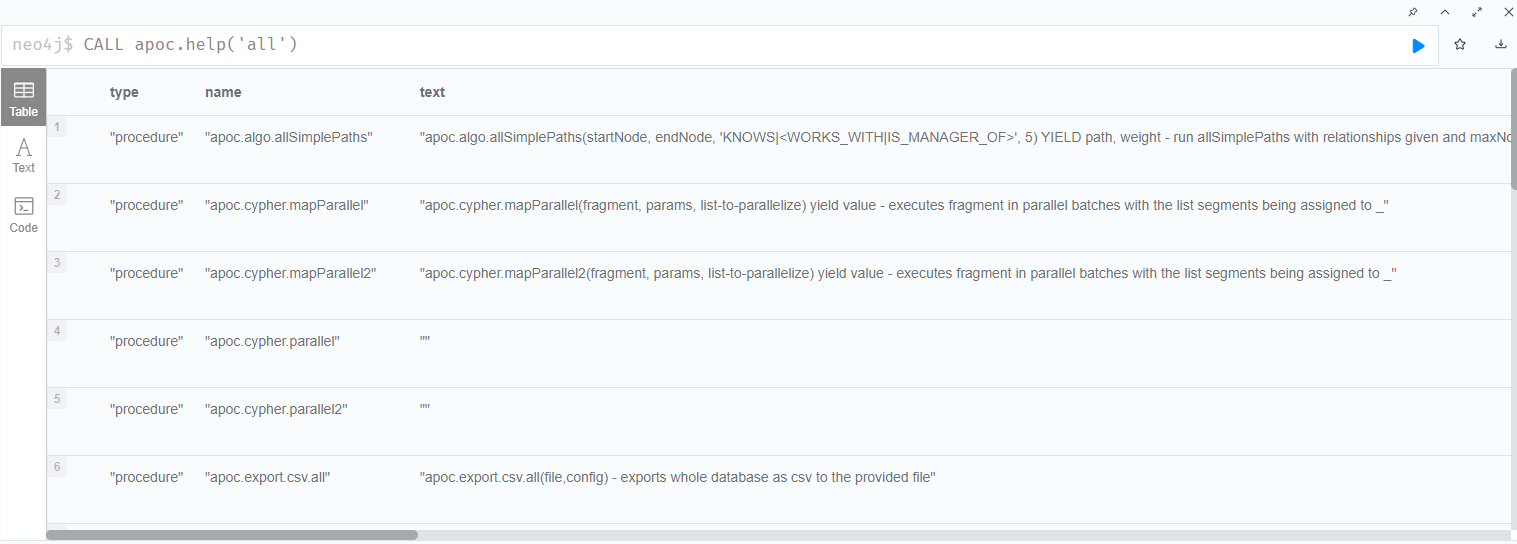 neo4j$ CALL apoc.help('all')
Table
Text
Code
type name text
1 "procedure" "apoc.algo.allSimplePaths" "apoc.algo.allSimplePaths(startNode, endNode, 'KNOWS|<WORKS_WITH|IS_MANAGER_OF>', 5) YIELD path, weight - run allSimplePaths with relationships given and maxNo
2 "procedure" "apoc.cypher.mapParallel" "apoc.cypher.mapParallel(fragment, params, list-to-parallelize) yield value - executes fragment in parallel batches with the list segments being assigned to _"
3 "procedure" "apoc.cypher.mapParallel2" "apoc.cypher.mapParallel2(fragment, params, list-to-parallelize) yield value - executes fragment in parallel batches with the list segments being assigned to _"
4 "procedure" "apoc.cypher.parallel" ""
5 "procedure" "apoc.cypher.parallel2" ""
6 "procedure" "apoc.export.csv.all" "apoc.export.csv.all(file,config) - exports whole database as csv to the provided file"